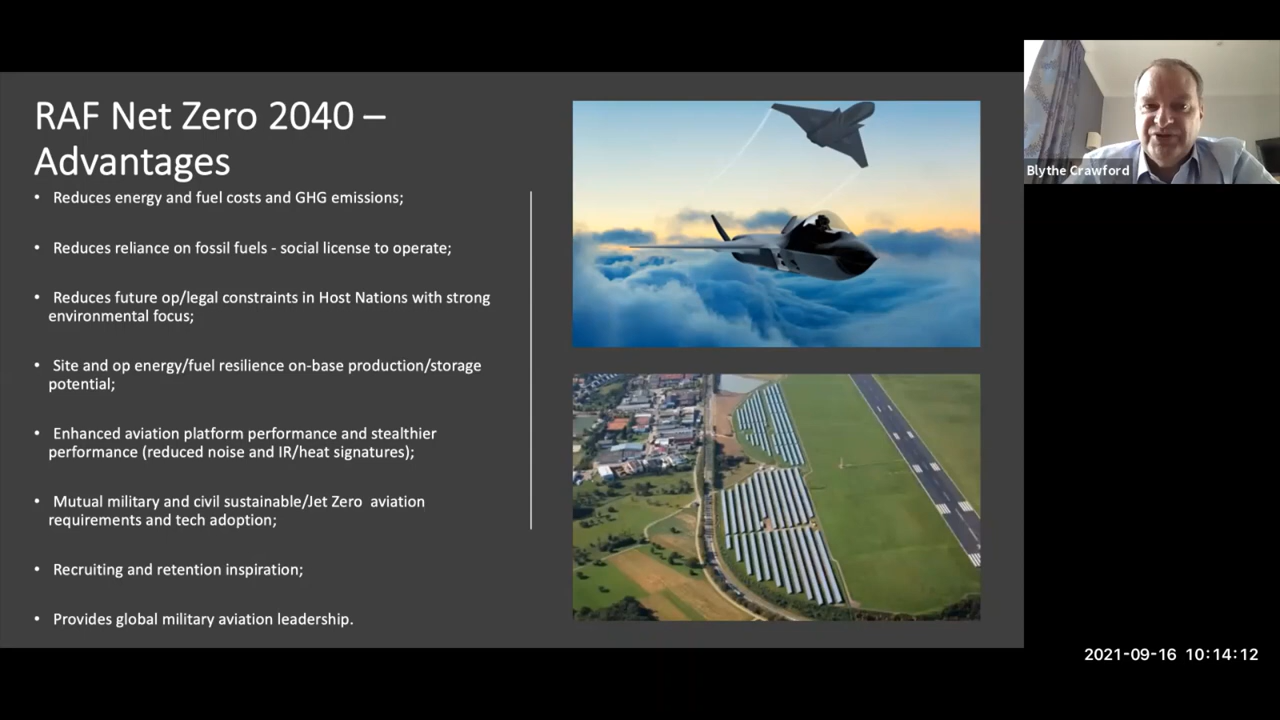 RAF Net Zero 2040 –
Advantages
• Reduces energy and fuel costs and GHG emissions;
• Reduces reliance on fossil fuels - social license to operate;
• Reduces future op/legal constraints in Host Nations with strong
environmental focus;
• Site and op energy/fuel resilience on-base production/storage
potential;
• Enhanced aviation platform performance and stealthier
performance (reduced noise and IR/heat signatures);
• Mutual military and civil sustainable/Jet Zero aviation
requirements and tech adoption;
• Recruiting and retention inspiration;
• Provides global military aviation leadership.
Blythe Crawford
2021-09-16 10:14:12